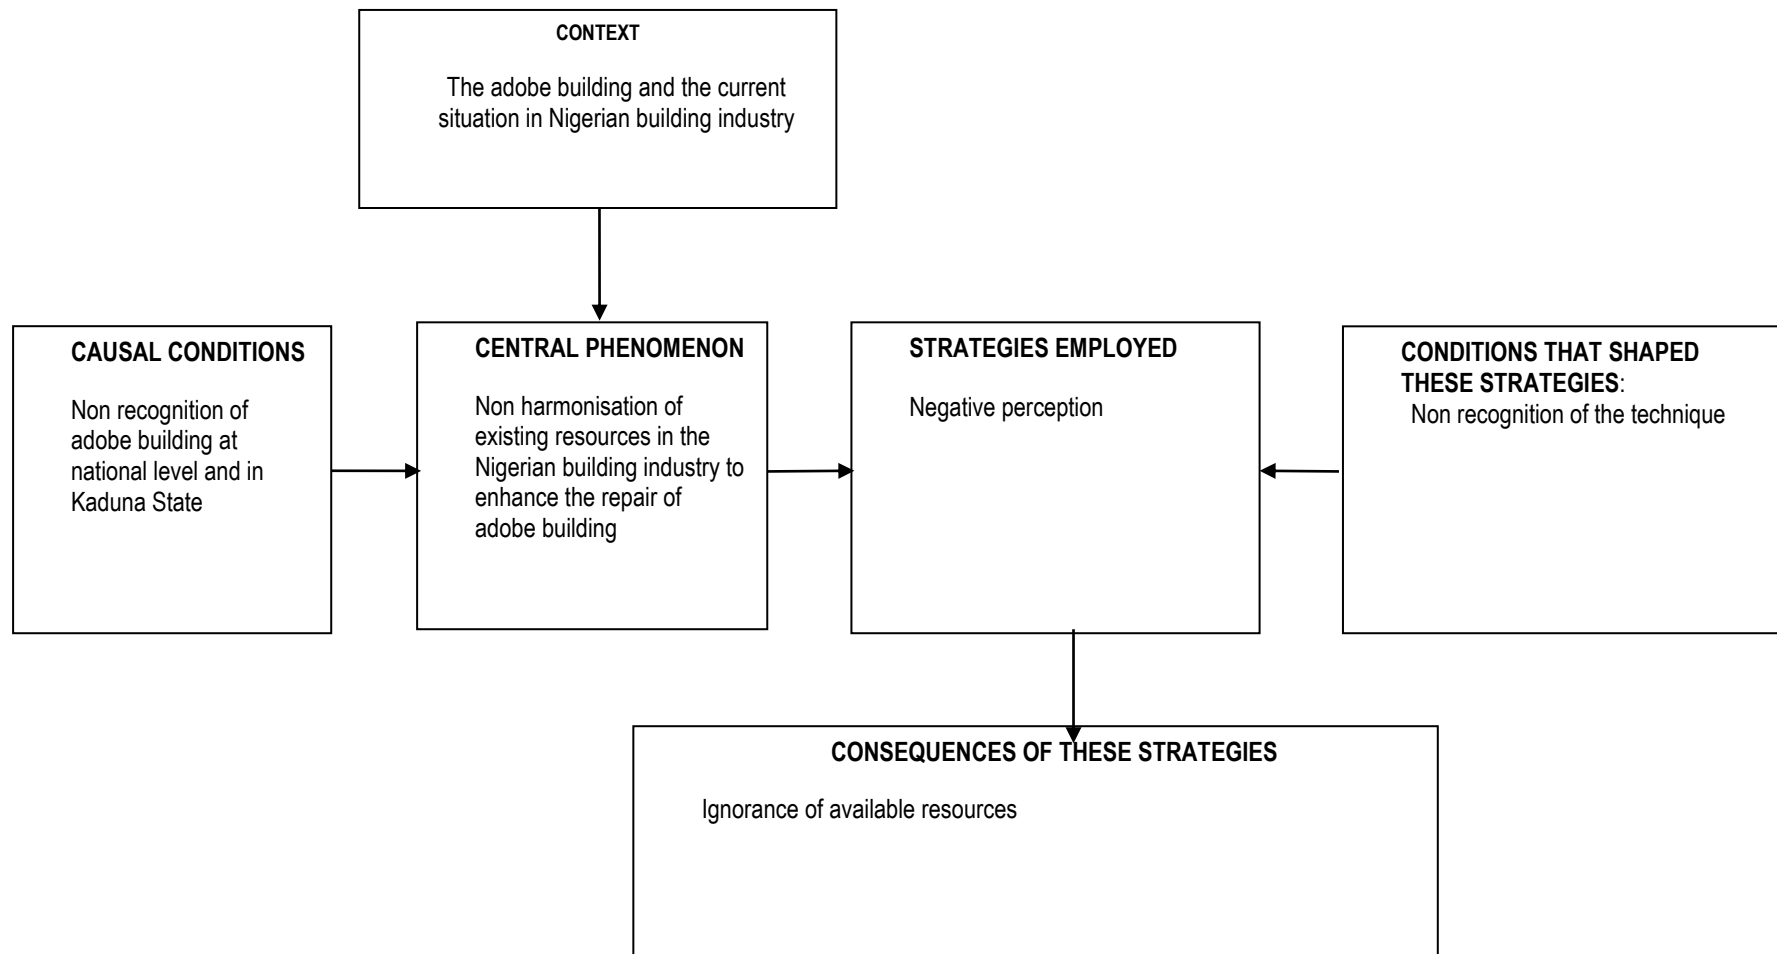 CONTEXT
The adobe building and the current
situation in Nigerian building industry
CAUSAL CONDITIONS
Non recognition of
adobe building at
national level and in
Kaduna State
CENTRAL PHENOMENON
Non harmonisation of
existing resources in the
Nigerian building industry to
enhance the repair of
adobe building
STRATEGIES EMPLOYED
Negative perception
CONDITIONS THAT SHAPED
THESE STRATEGIES:
Non recognition of the technique
CONSEQUENCES OF THESE STRATEGIES
Ignorance of available resources